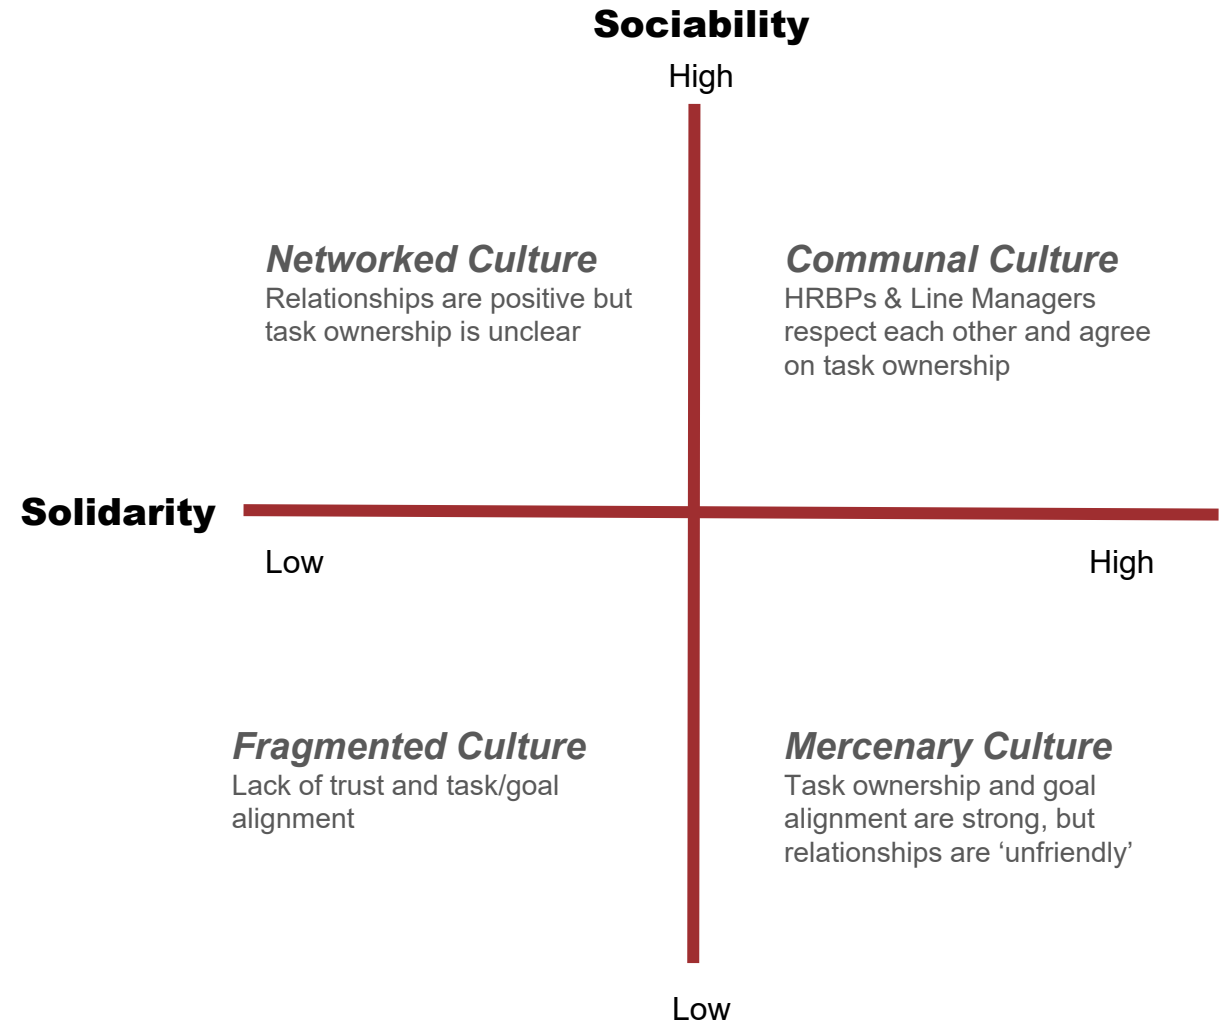 Sociability
High
Networked Culture
Relationships are positive but
task ownership is unclear
Communal Culture
HRBPs & Line Managers
respect each other and agree
on task ownership
Solidarity
Low
High
Fragmented Culture
Lack of trust and task/goal
alignment
Mercenary Culture
Task ownership and goal
alignment are strong, but
relationships are ‘unfriendly’
Low